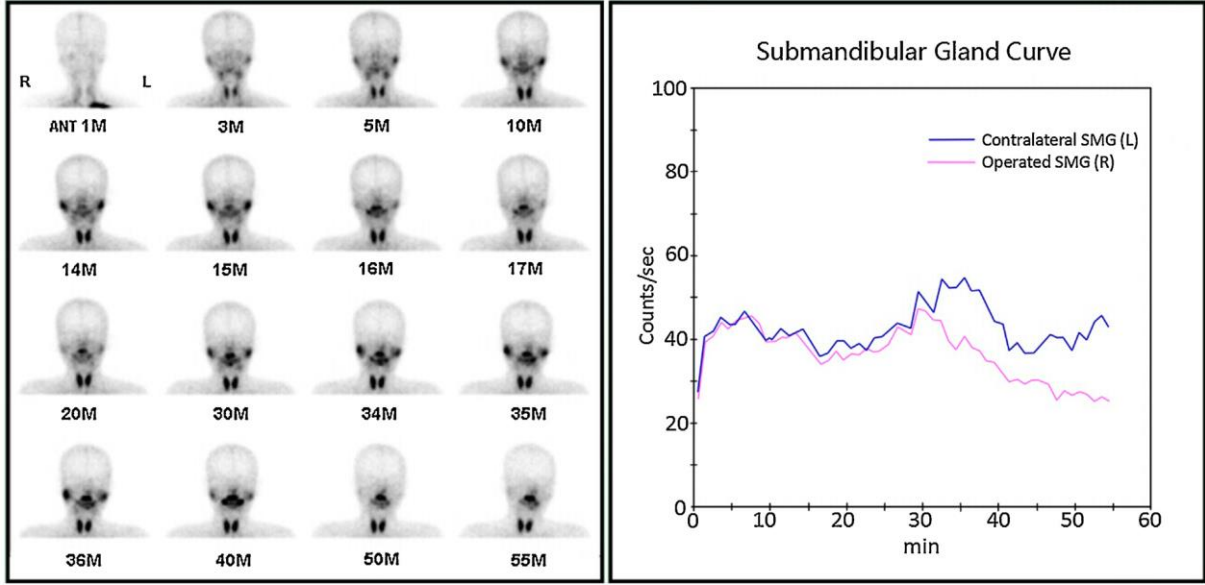 R
L
ANT 1M
3M
5M
10M
14M
15M
16M
17M
20M
30M
34M
35M
36M
40M
50M
55M
Submandibular Gland Curve
100
80
60
40
20
0
Counts/sec
Contralateral SMG (L)
Operated SMG (R)
0 10 20 30 40 50 60
min